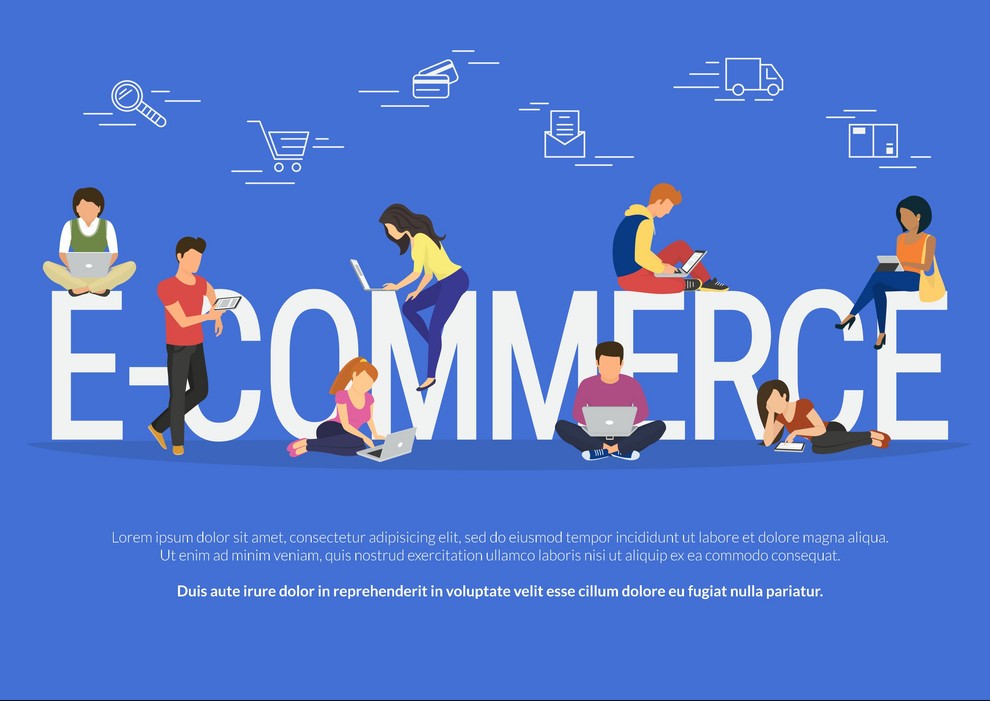 E-COMMERCE
Lorem ipsum dolor sit amet, consectetur adipisicing elit, sed do eiusmod tempor incididunt ut labore et dolore magna aliqua.
Ut enim ad minim veniam, quis nostrud exercitation ullamco laboris nisi ut aliquip ex ea commodo consequat.
Duis aute irure dolor in reprehenderit in voluptate velit esse cillum dolore eu fugiat nulla pariatur.